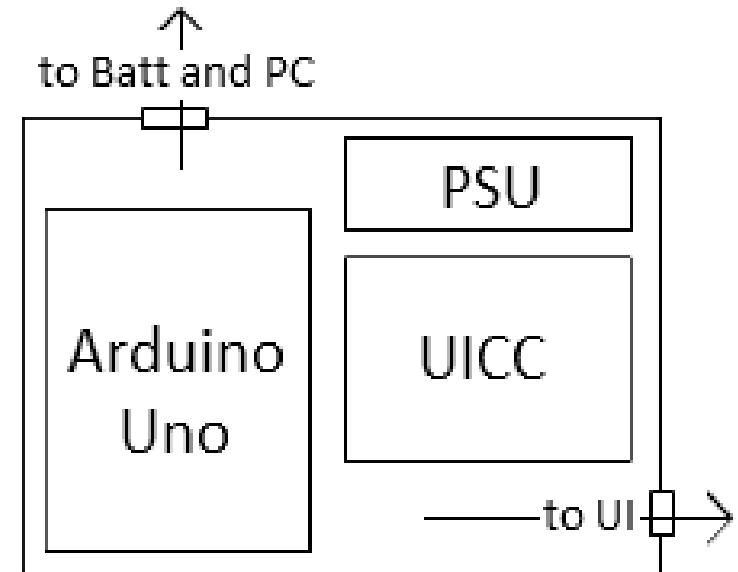 to Batt and PC
PSU
Arduino
Uno
UICC
to UI